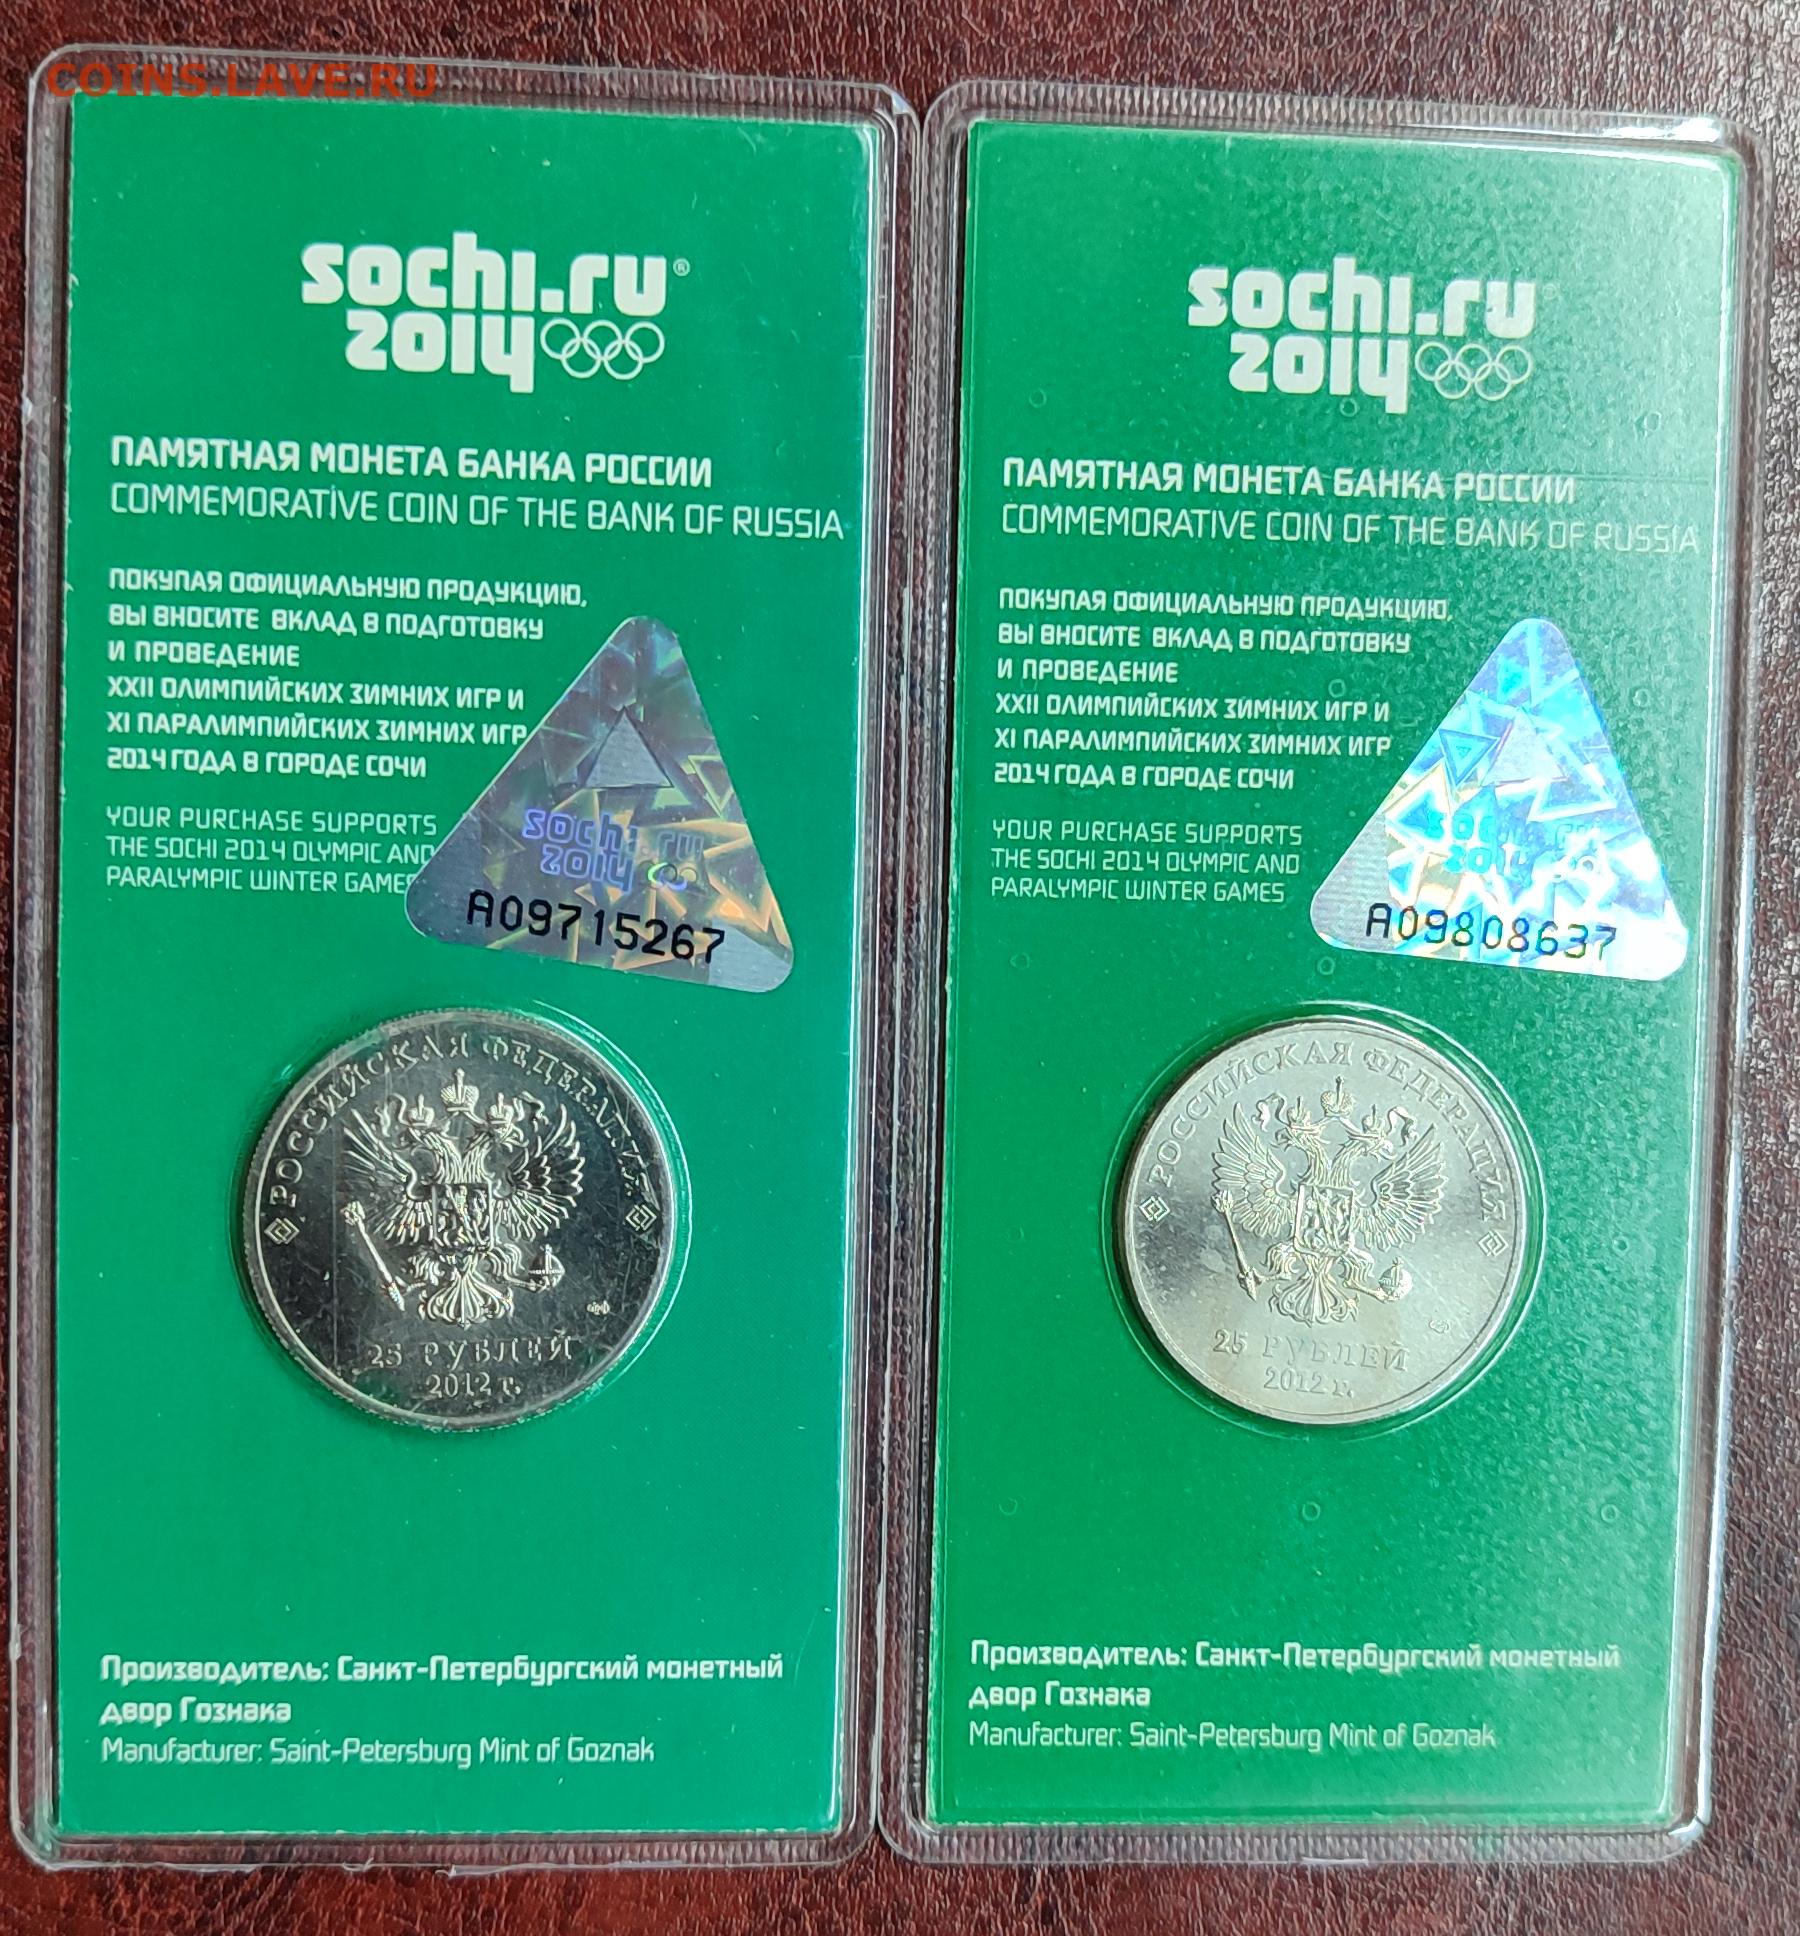 COINS.LAVE.RU
sochi.ru®
2014
ПАМЯТНАЯ МОНЕТА БАНКА РОССИИ
COMMEMORATIVE COIN OF THE BANK OF RUSSIA
ПОКУПАЯ ОФИЦИАЛЬНУЮ ПРОДУКЦИЮ,
ВЫ ВНОСИТЕ ВКЛАД В ПОДГОТОВКУ
И ПРОВЕДЕНИЕ
XXII ОЛИМПИЙСКИХ ЗИМНИХ ИГР И
XI ПАРАЛИМПИЙСКИХ ЗИМНИХ ИГР
2014 ГОДА В ГОРОДЕ СОЧИ
YOUR PURCHASE SUPPORTS
THE SOCHI 2014 OLYMPIC AND
PARALYMPIC WINTER GAMES
sochi.ru
2014
A09715267
РОССИЙСКАЯ ФЕДЕРАЦИЯ
25 РУБЛЕЙ
2012 г.
Производитель: Санкт-Петербургский монетный
двор Гознака
Manufacturer: Saint-Petersburg Mint of Goznak
sochi.ru
2014
ПАМЯТНАЯ МОНЕТА БАНКА РОССИИ
COMMEMORATIVE COIN OF THE BANK OF RUSSIA
ПОКУПАЯ ОФИЦИАЛЬНУЮ ПРОДУКЦИЮ,
ВЫ ВНОСИТЕ ВКЛАД В ПОДГОТОВКУ
И ПРОВЕДЕНИЕ
XXII ОЛИМПИЙСКИХ ЗИМНИХ ИГР И
XI ПАРАЛИМПИЙСКИХ ЗИМНИХ ИГР
2014 ГОДА В ГОРОДЕ СОЧИ
YOUR PURCHASE SUPPORTS
THE SOCHI 2014 OLYMPIC AND
PARALYMPIC WINTER GAMES
sochi.ru
2014
A09808637
РОССИЙСКАЯ ФЕДЕРАЦИЯ
25 РУБЛЕЙ
2012 г.
Производитель: Санкт-Петербургский монетный
двор Гознака
Manufacturer: Saint-Petersburg Mint of Goznak